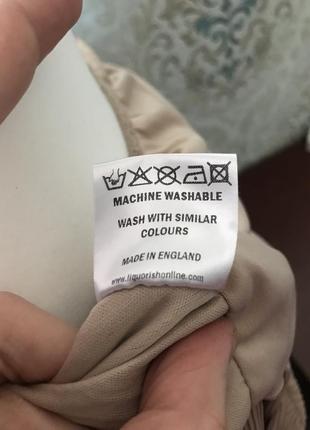 MACHINE WASHABLE
WASH WITH SIMILAR
COLOURS
MADE IN ENGLAND
www.liquorishonline.com